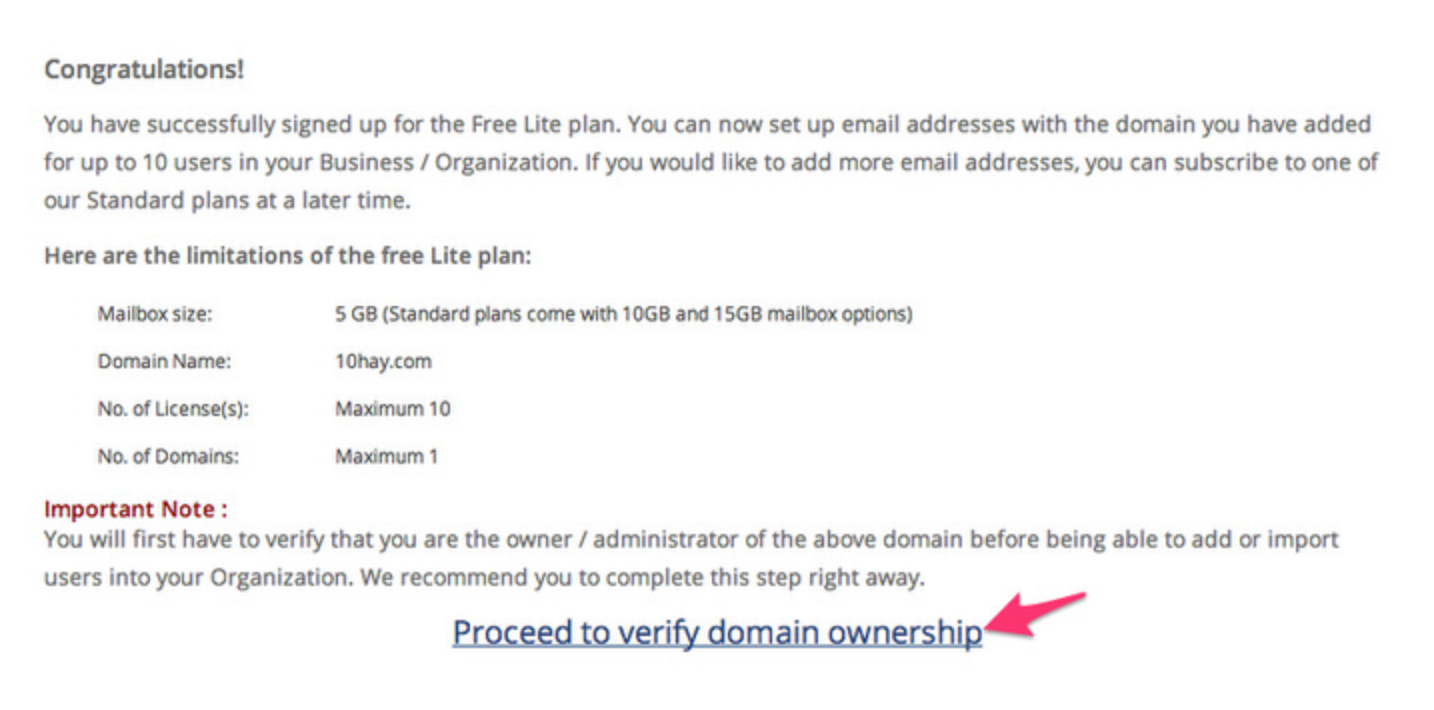 Congratulations!
You have successfully signed up for the Free Lite plan. You can now set up email addresses with the domain you have added
for up to 10 users in your Business / Organization. If you would like to add more email addresses, you can subscribe to one of
our Standard plans at a later time.
Here are the limitations of the free Lite plan:
Mailbox size: 5 GB (Standard plans come with 10GB and 15GB mailbox options)
Domain Name: 10hay.com
No. of License(s): Maximum 10
No. of Domains: Maximum 1
Important Note :
You will first have to verify that you are the owner / administrator of the above domain before being able to add or import
users into your Organization. We recommend you to complete this step right away.
Proceed to verify domain ownership